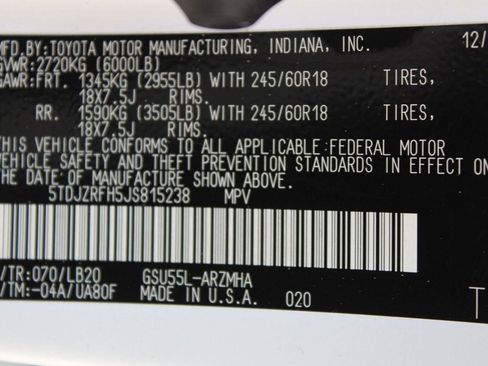 MFD.BY:TOYOTA MOTOR MANUFACTURING, INDIANA, INC. 12/
GVWR:2720KG (6000LB)
GAWR:FRT. 1345KG (2955LB) WITH 245/60R18 TIRES,
18X7.5J RIMS.
RR. 1590KG (3505LB) WITH 245/60R18 TIRES,
18X7.5J RIMS.
THIS VEHICLE CONFORMS TO ALL APPLICABLE FEDERAL MOTOR
VEHICLE SAFETY AND THEFT PREVENTION STANDARDS IN EFFECT ON
THE DATE OF MANUFACTURE SHOWN ABOVE.
5TDJZRFH5JS815238 MPV
/TR:070/LB20 GSU55L-ARZMHA
/TM:-04A/UA80F MADE IN U.S.A. 020 T